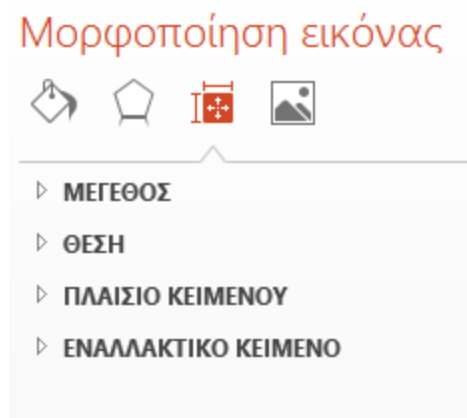 Μορφοποίηση εικόνας
ΜΕΓΕΘΟΣ
ΘΕΣΗ
ΠΛΑΙΣΙΟ ΚΕΙΜΕΝΟΥ
ΕΝΑΛΛΑΚΤΙΚΟ ΚΕΙΜΕΝΟ